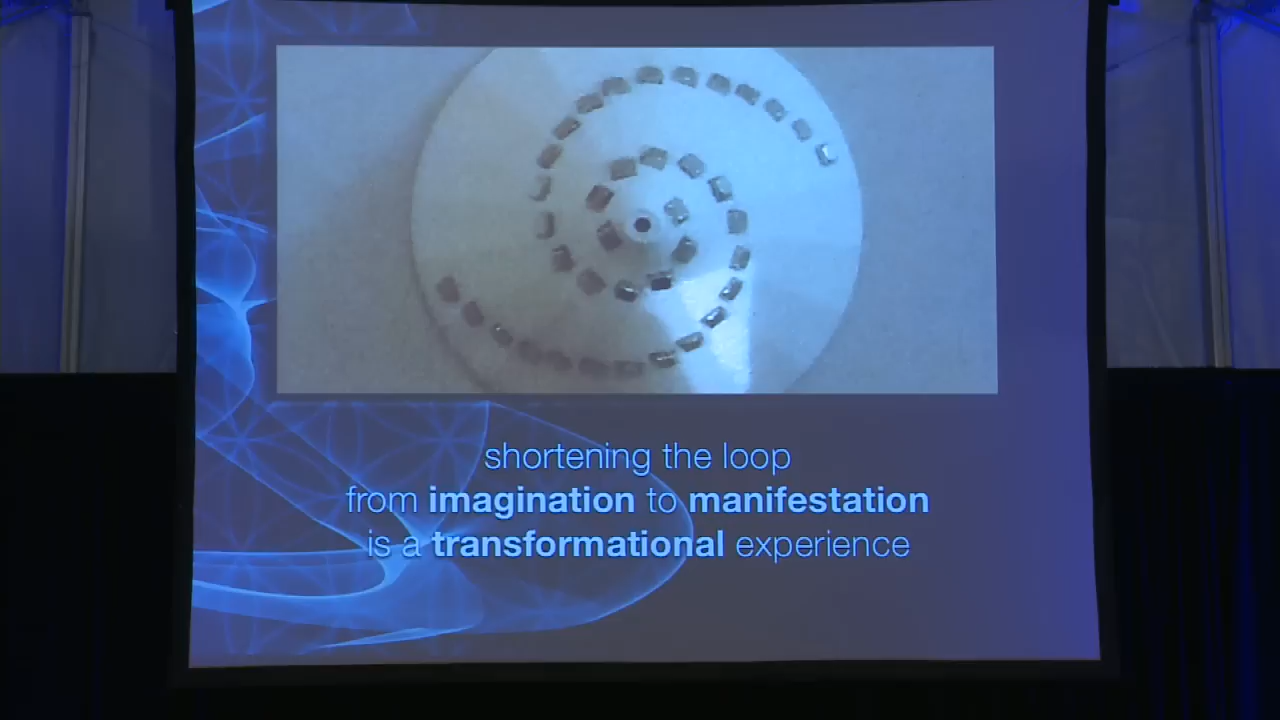 shortening the loop
from imagination to manifestation
is a transformational experience